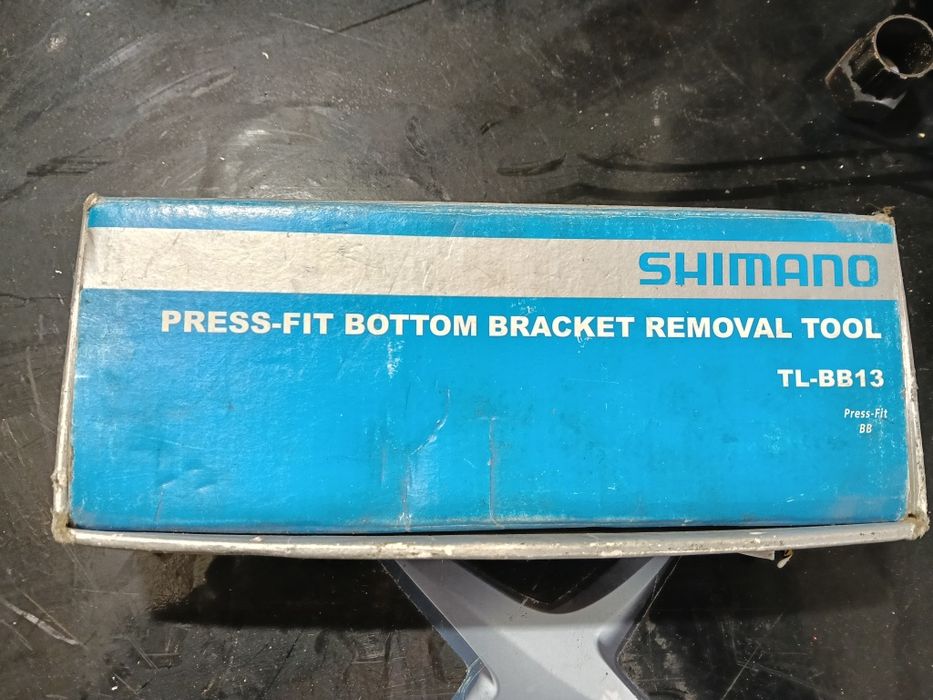 SHIMANO
PRESS-FIT BOTTOM BRACKET REMOVAL TOOL
TL-BB13
Press-Fit
BB